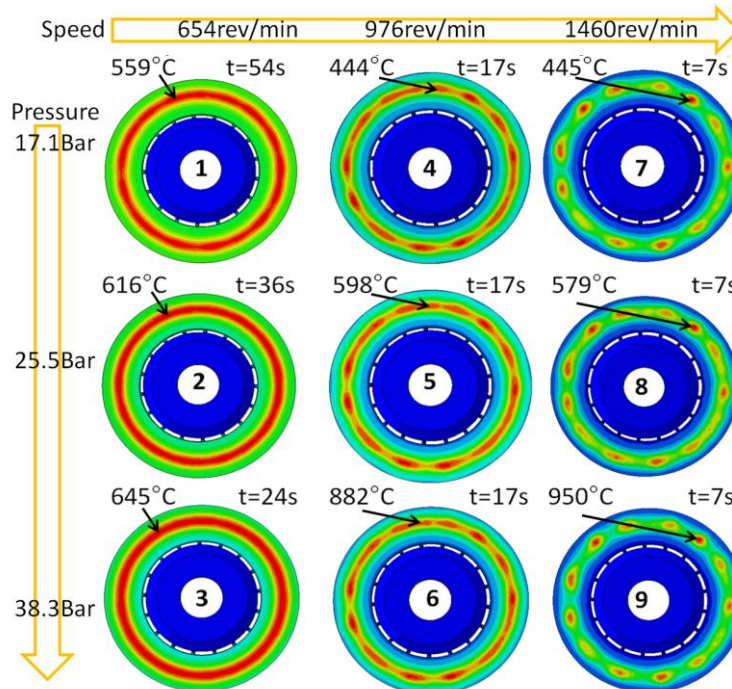 Speed 654rev/min 976rev/min 1460rev/min
559°C t=54s 444°C t=17s 445°C t=7s
Pressure
17.1Bar
1 4 7
616°C t=36s 598°C t=17s 579°C t=7s
25.5Bar
2 5 8
645°C t=24s 882°C t=17s 950°C t=7s
38.3Bar
3 6 9